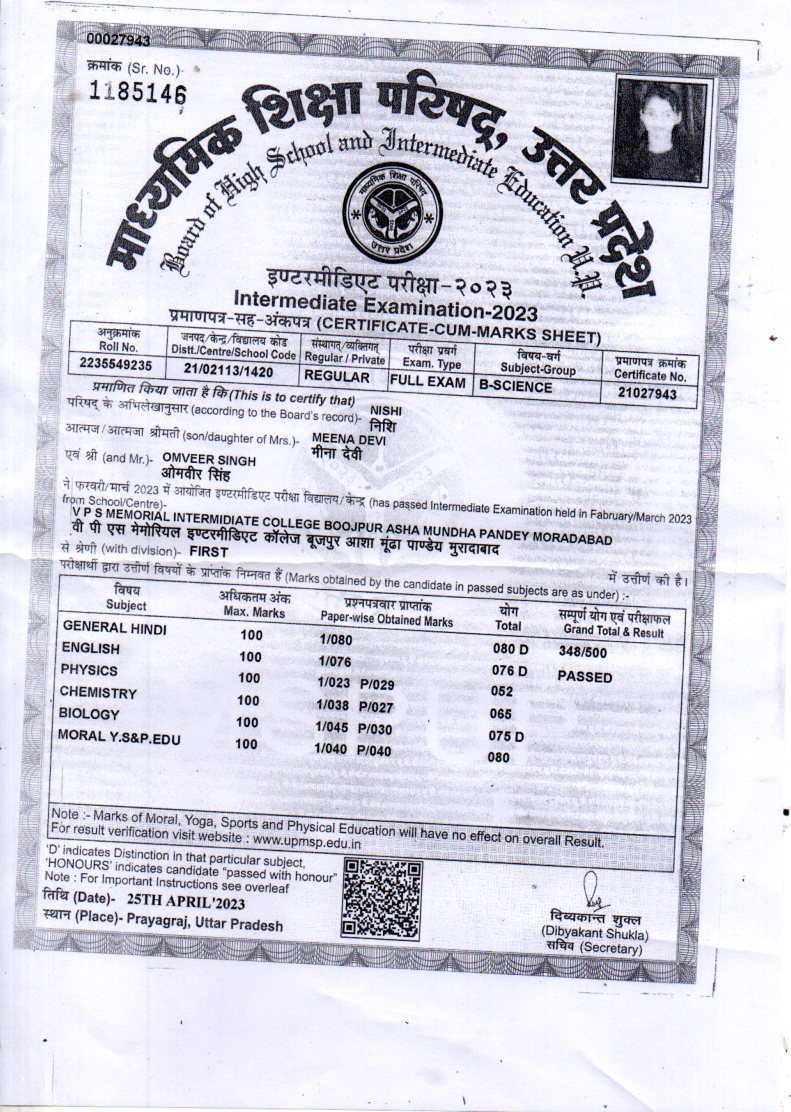 00027943
क्रमांक (Sr. No.)-
1185146
माध्यमिक शिक्षा परिषद्, उत्तर प्रदेश
Board of High School and Intermediate Education U.P.
माध्यमिक शिक्षा परिषद्
उत्तर प्रदेश
इण्टरमीडिएट परीक्षा-२०२३
Intermediate Examination-2023
प्रमाणपत्र-सह-अंकपत्र (CERTIFICATE-CUM-MARKS SHEET)
अनुक्रमांक जनपद/केन्द्र/विद्यालय कोड संस्थागत्/व्यक्तिगत् परीक्षा प्रवर्ग विषय-वर्ग प्रमाणपत्र क्रमांक
Roll No. Distt./Centre/School Code Regular / Private Exam. Type Subject-Group Certificate No.
2235549235 21/02113/1420 REGULAR FULL EXAM B-SCIENCE 21027943
प्रमाणित किया जाता है कि (This is to certify that)
परिषद् के अभिलेखानुसार (according to the Board's record)- NISHI
निशि
आत्मज/आत्मजा श्रीमती (son/daughter of Mrs.)- MEENA DEVI
मीना देवी
एवं श्री (and Mr.)- OMVEER SINGH
ओमवीर सिंह
ने फरवरी/मार्च 2023 में आयोजित इण्टरमीडिएट परीक्षा विद्यालय/केन्द्र (has passed Intermediate Examination held in Fabruary/March 2023
from School/Centre)-
V P S MEMORIAL INTERMIDIATE COLLEGE BOOJPUR ASHA MUNDHA PANDEY MORADABAD
वी पी एस मेमोरियल इण्टरमीडिएट कॉलेज बूजपुर आशा मूंढा पाण्डेय मुरादाबाद
से श्रेणी (with division)- FIRST में उत्तीर्ण की है।
परीक्षार्थी द्वारा उत्तीर्ण विषयों के प्राप्तांक निम्नवत हैं (Marks obtained by the candidate in passed subjects are as under) :-
विषय अधिकतम अंक प्रश्नपत्रवार प्राप्तांक योग सम्पूर्ण योग एवं परीक्षाफल
Subject Max. Marks Paper-wise Obtained Marks Total Grand Total & Result
GENERAL HINDI 100 1/080 080 D 348/500
ENGLISH 100 1/076 076 D PASSED
PHYSICS 100 1/023 P/029 052
CHEMISTRY 100 1/038 P/027 065
BIOLOGY 100 1/045 P/030 075 D
MORAL Y.S&P.EDU 100 1/040 P/040 080
Note :- Marks of Moral, Yoga, Sports and Physical Education will have no effect on overall Result.
For result verification visit website : www.upmsp.edu.in
'D' indicates Distinction in that particular subject,
'HONOURS' indicates candidate "passed with honour"
Note : For Important Instructions see overleaf
तिथि (Date)- 25TH APRIL'2023
स्थान (Place)- Prayagraj, Uttar Pradesh
दिब्यकान्त शुक्ल
(Dibyakant Shukla)
सचिव (Secretary)